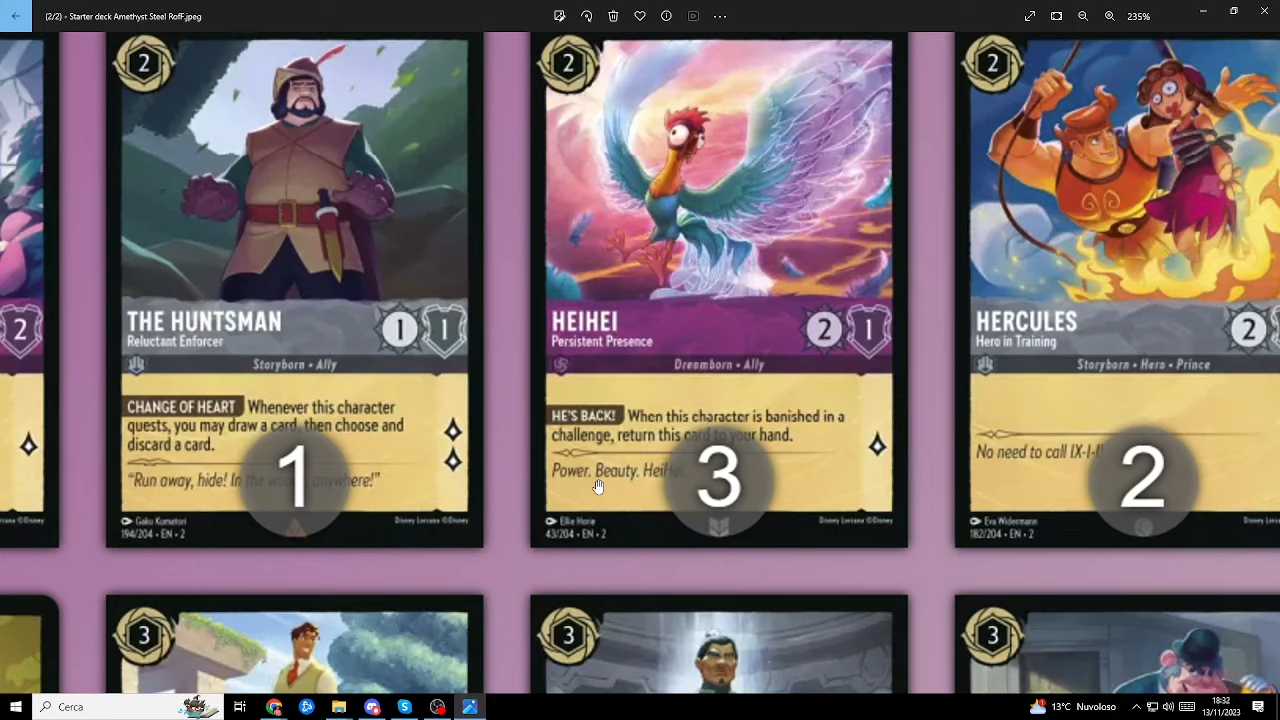 (2/2) - Starter deck Amethyst Steel RofF.jpeg
235%
2
2
2
2
THE HUNTSMAN
Reluctant Enforcer
1
1
Storyborn • Ally
CHANGE OF HEART Whenever this character
quests, you may draw a card, then choose and
discard a card.
"Run away, hide! In the woods, anywhere!"
1
Gaku Kumatori
Disney Lorcana ©Disney
194/204 • EN • 2
HEIHEI
Persistent Presence
2
1
Dreamborn • Ally
HE'S BACK! When this character is banished in a
challenge, return this card to your hand.
Power. Beauty. HeiHei.
3
Ellie Horie
Disney Lorcana ©Disney
43/204 • EN • 2
HERCULES
Hero in Training
2
Storyborn • Hero • Prince
No need to call IX-I-I
2
Eva Widermann
Disney Lor
182/204 • EN • 2
3
3
3
Cerca
13°C Nuvoloso
18:32
13/11/2023